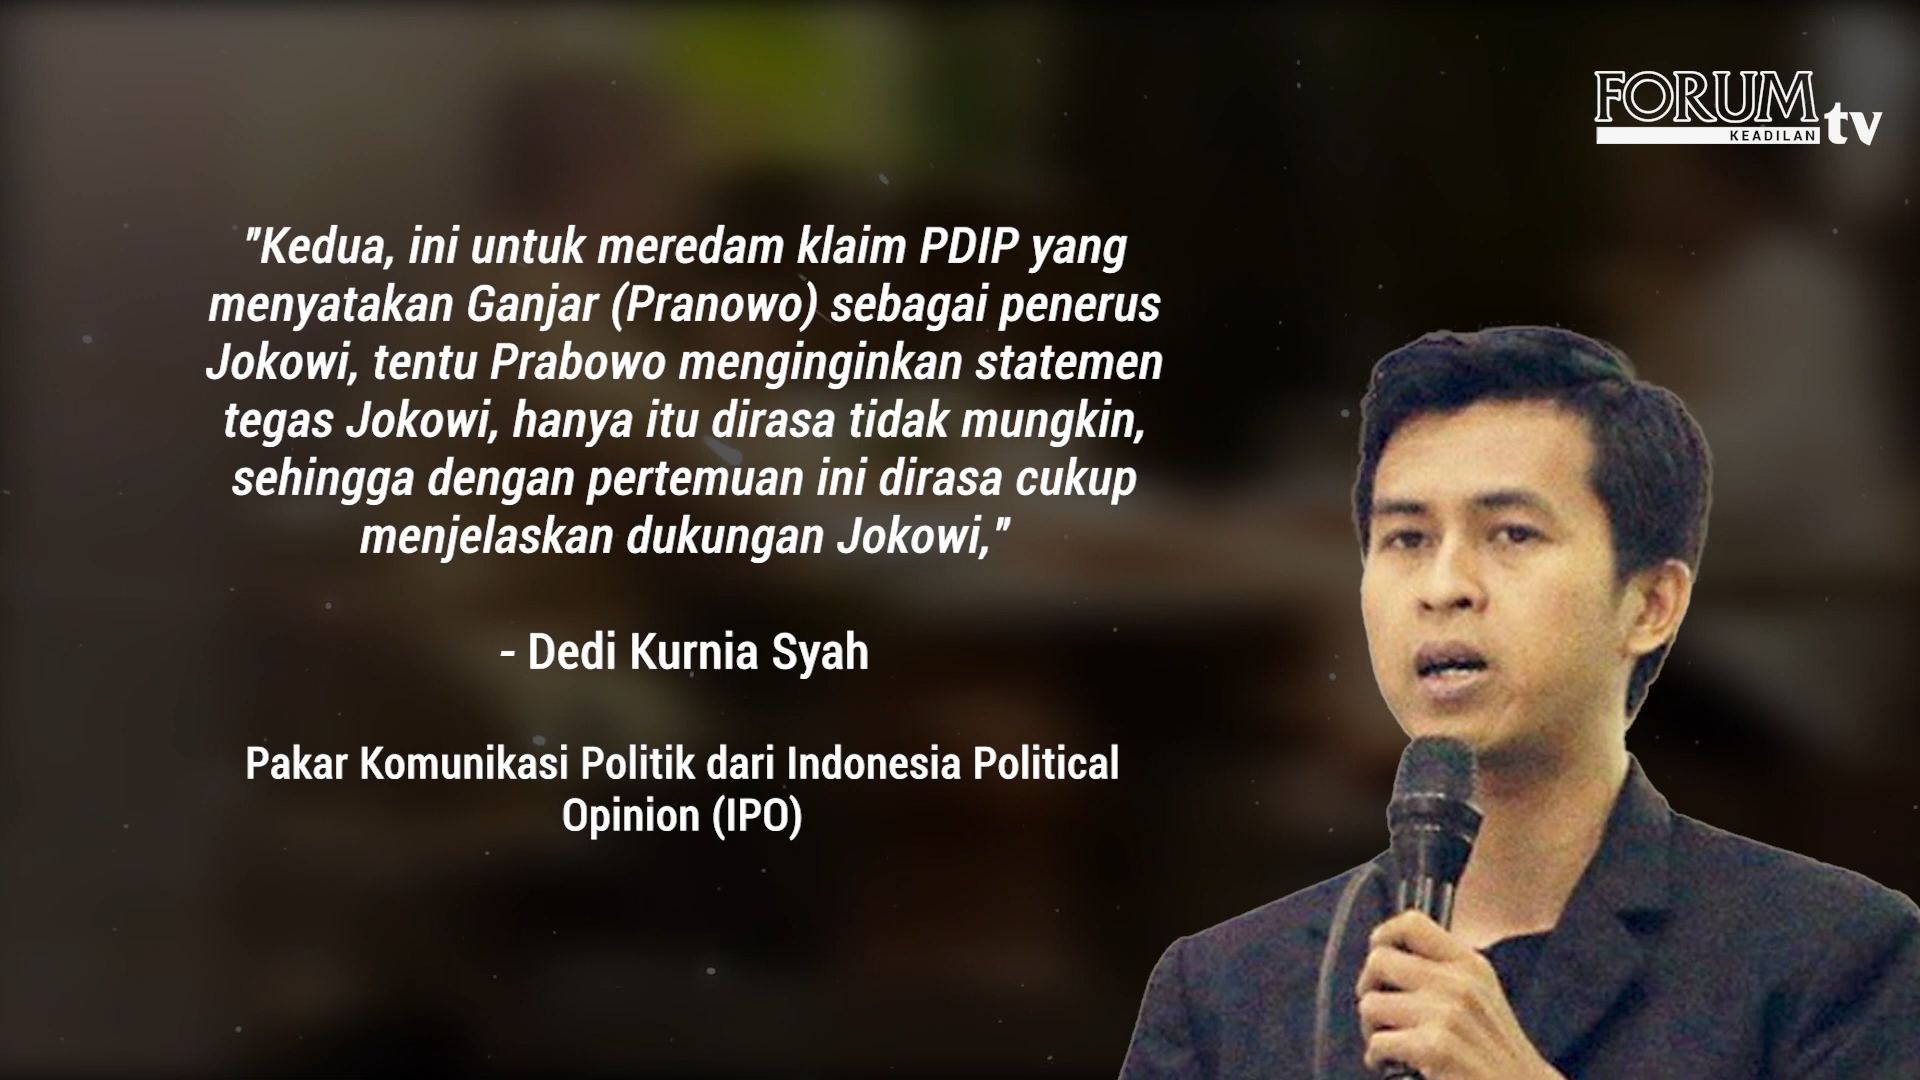 FORUM
KEADILAN
tv
"Kedua, ini untuk meredam klaim PDIP yang
menyatakan Ganjar (Pranowo) sebagai penerus
Jokowi, tentu Prabowo menginginkan statemen
tegas Jokowi, hanya itu dirasa tidak mungkin,
sehingga dengan pertemuan ini dirasa cukup
menjelaskan dukungan Jokowi,"
- Dedi Kurnia Syah
Pakar Komunikasi Politik dari Indonesia Political
Opinion (IPO)